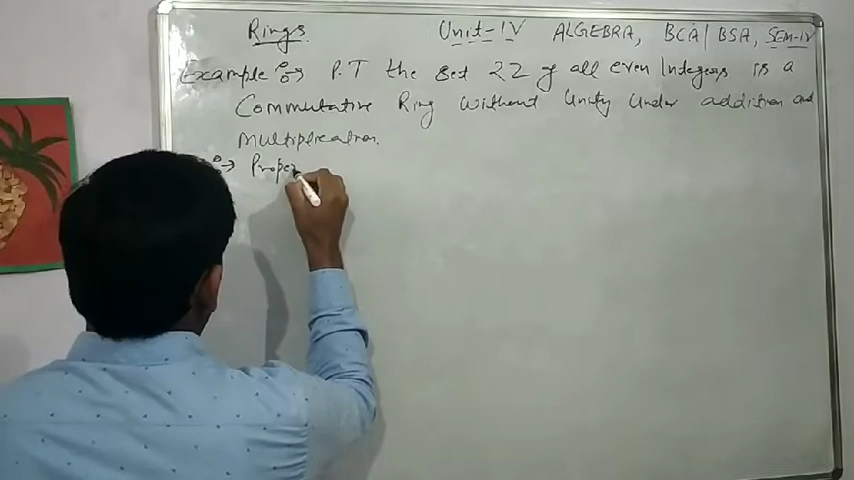 Rings. Unit-IV ALGEBRA, BCA/BSA, SEM-IV
Example :→ P.T the set 2Z of all even Integers is a
Commutative Ring without Unity under addition and
multiplication.
:→ Proper